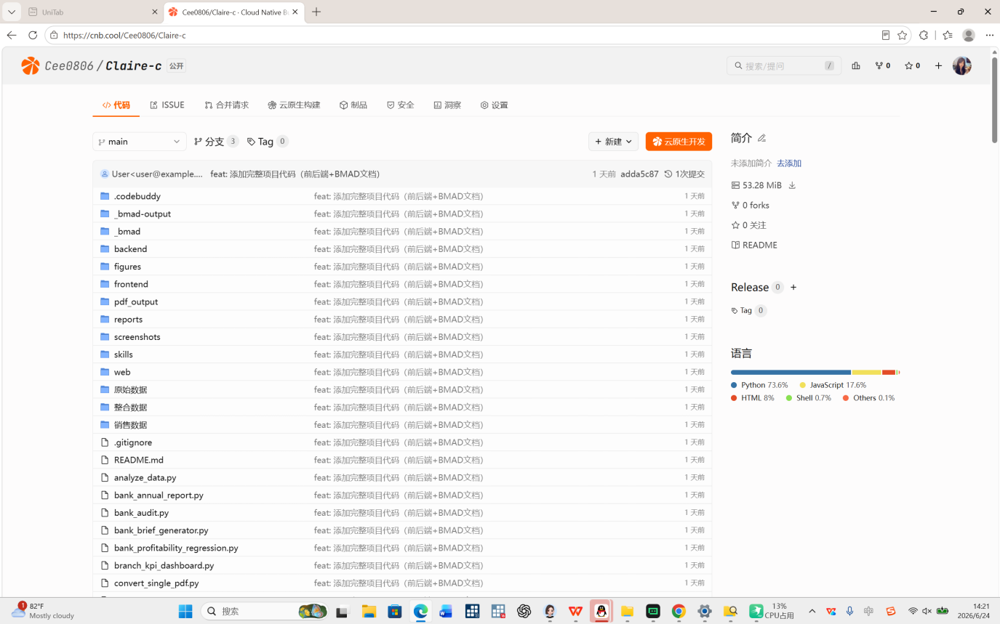 UniTab
Cee0806/Claire-c · Cloud Native B
https://cnb.cool/Cee0806/Claire-c
Cee0806 / Claire-c 公开
搜索/提问 / 0 0
代码 ISSUE 合并请求 云原生构建 制品 安全 洞察 设置
main 分支 3 Tag 0 + 新建 云原生开发
User<user@example.... feat: 添加完整项目代码（前后端+BMAD文档） 1 天前 adda5c87 1次提交
.codebuddy feat: 添加完整项目代码（前后端+BMAD文档） 1 天前
_bmad-output feat: 添加完整项目代码（前后端+BMAD文档） 1 天前
_bmad feat: 添加完整项目代码（前后端+BMAD文档） 1 天前
backend feat: 添加完整项目代码（前后端+BMAD文档） 1 天前
figures feat: 添加完整项目代码（前后端+BMAD文档） 1 天前
frontend feat: 添加完整项目代码（前后端+BMAD文档） 1 天前
pdf_output feat: 添加完整项目代码（前后端+BMAD文档） 1 天前
reports feat: 添加完整项目代码（前后端+BMAD文档） 1 天前
screenshots feat: 添加完整项目代码（前后端+BMAD文档） 1 天前
skills feat: 添加完整项目代码（前后端+BMAD文档） 1 天前
web feat: 添加完整项目代码（前后端+BMAD文档） 1 天前
原始数据 feat: 添加完整项目代码（前后端+BMAD文档） 1 天前
整合数据 feat: 添加完整项目代码（前后端+BMAD文档） 1 天前
销售数据 feat: 添加完整项目代码（前后端+BMAD文档） 1 天前
.gitignore feat: 添加完整项目代码（前后端+BMAD文档） 1 天前
README.md feat: 添加完整项目代码（前后端+BMAD文档） 1 天前
analyze_data.py feat: 添加完整项目代码（前后端+BMAD文档） 1 天前
bank_annual_report.py feat: 添加完整项目代码（前后端+BMAD文档） 1 天前
bank_audit.py feat: 添加完整项目代码（前后端+BMAD文档） 1 天前
bank_brief_generator.py feat: 添加完整项目代码（前后端+BMAD文档） 1 天前
bank_profitability_regression.py feat: 添加完整项目代码（前后端+BMAD文档） 1 天前
branch_kpi_dashboard.py feat: 添加完整项目代码（前后端+BMAD文档） 1 天前
convert_single_pdf.py feat: 添加完整项目代码（前后端+BMAD文档） 1 天前
简介
未添加简介 去添加
53.28 MiB
0 forks
0 关注
README
Release 0 +
Tag 0
语言
Python 73.6% JavaScript 17.6%
HTML 8% Shell 0.7% Others 0.1%
1
82°F
Mostly cloudy
搜索
13%
CPU占用
中
14:21
2026/6/24